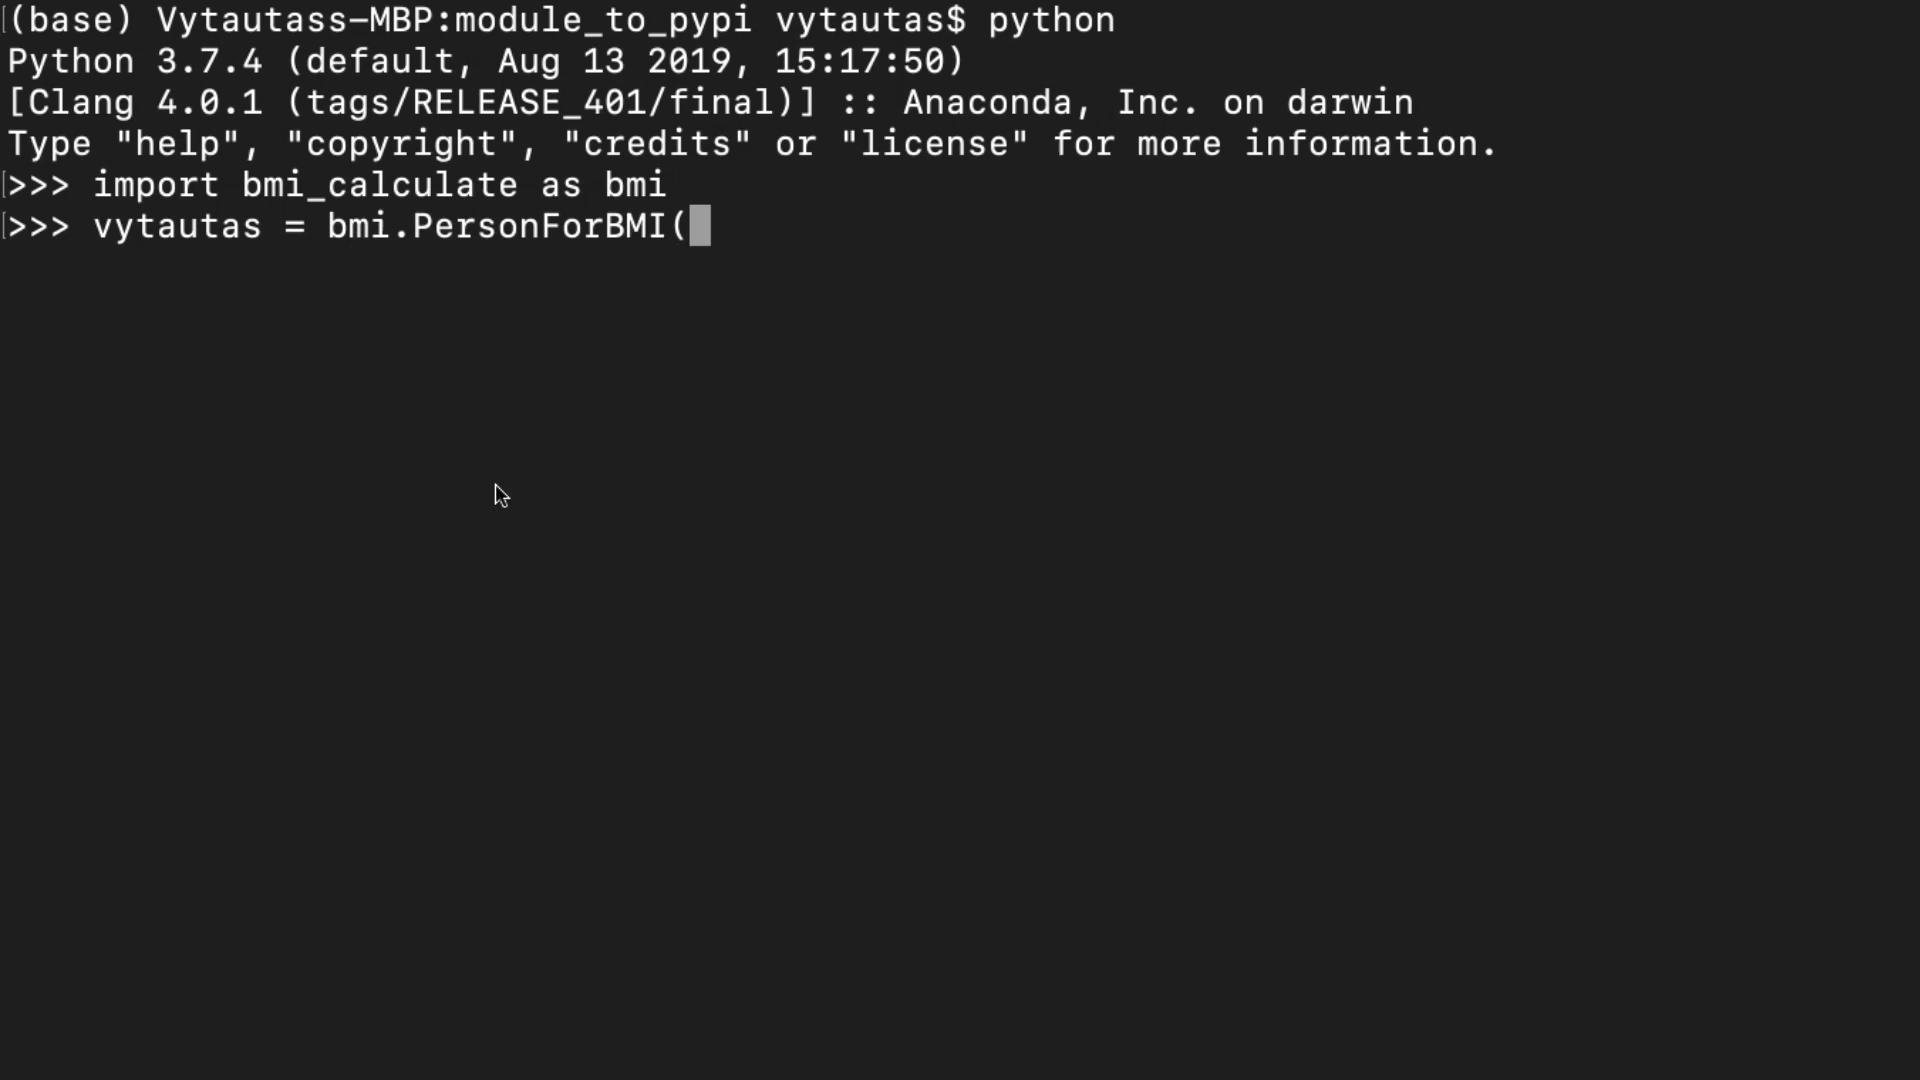 (base) Vytautass-MBP:module_to_pypi vytautas$ python
Python 3.7.4 (default, Aug 13 2019, 15:17:50)
[Clang 4.0.1 (tags/RELEASE_401/final)] :: Anaconda, Inc. on darwin
Type "help", "copyright", "credits" or "license" for more information.
>>> import bmi_calculate as bmi
>>> vytautas = bmi.PersonForBMI(